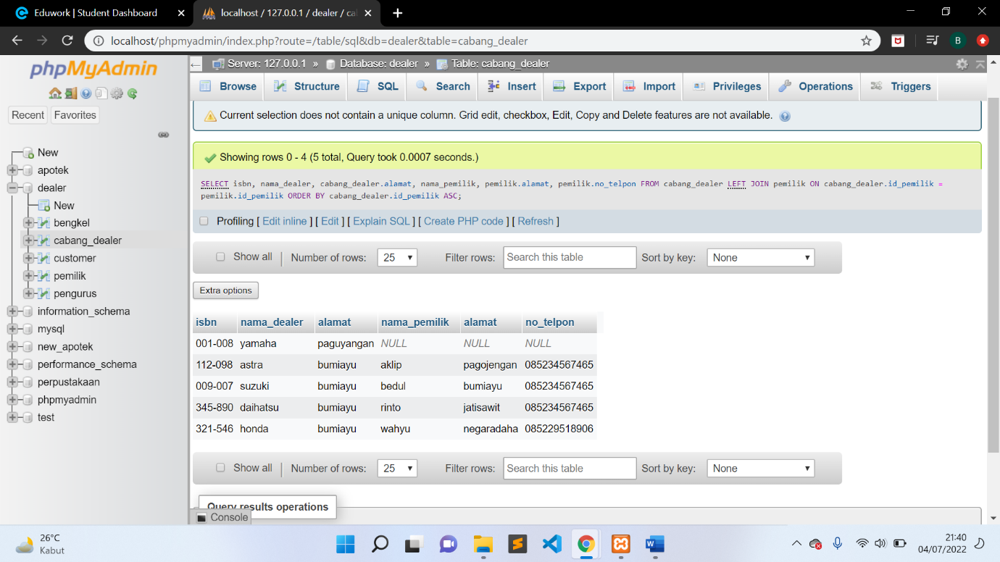 Eduwork | Student Dashboard
localhost / 127.0.0.1 / dealer / ca
localhost/phpmyadmin/index.php?route=/table/sql&db=dealer&table=cabang_dealer
B
phpMyAdmin
Recent Favorites
New
apotek
dealer
New
bengkel
cabang_dealer
customer
pemilik
pengurus
information_schema
mysql
new_apotek
performance_schema
perpustakaan
phpmyadmin
test
Server: 127.0.0.1 » Database: dealer » Table: cabang_dealer
Browse Structure SQL Search Insert Export Import Privileges Operations Triggers
Current selection does not contain a unique column. Grid edit, checkbox, Edit, Copy and Delete features are not available.
Showing rows 0 - 4 (5 total, Query took 0.0007 seconds.)
SELECT isbn, nama_dealer, cabang_dealer.alamat, nama_pemilik, pemilik.alamat, pemilik.no_telpon FROM cabang_dealer LEFT JOIN pemilik ON cabang_dealer.id_pemilik =
pemilik.id_pemilik ORDER BY cabang_dealer.id_pemilik ASC;
Profiling [ Edit inline ] [ Edit ] [ Explain SQL ] [ Create PHP code ] [ Refresh ]
Show all | Number of rows: 25 Filter rows: Search this table Sort by key: None
Extra options
isbn nama_dealer alamat nama_pemilik alamat no_telpon
001-008 yamaha paguyangan NULL NULL NULL
112-098 astra bumiayu aklip pagojengan 085234567465
009-007 suzuki bumiayu bedul bumiayu 085234567465
345-890 daihatsu bumiayu rinto jatisawit 085234567465
321-546 honda bumiayu wahyu negaradaha 085229518906
Show all | Number of rows: 25 Filter rows: Search this table Sort by key: None
Query results operations
Console
26°C
Kabut
21:40
04/07/2022